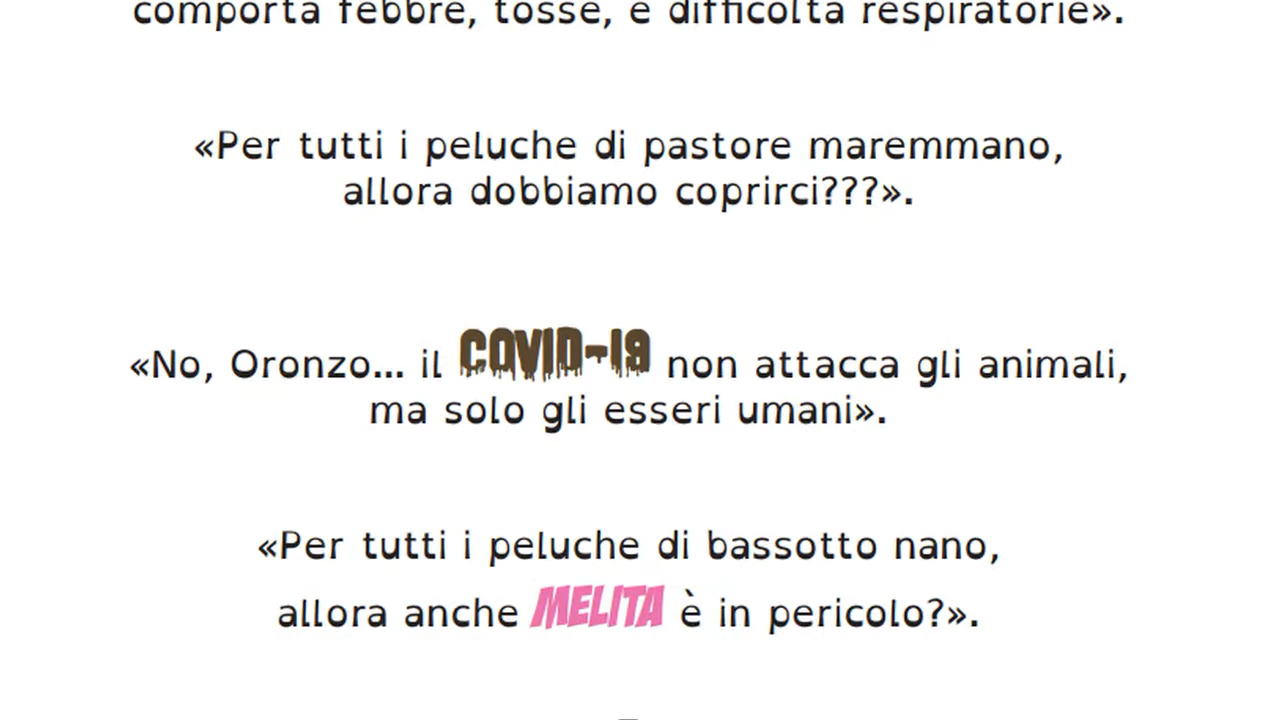 comporta febbre, tosse, e difficoltà respiratorie».
«Per tutti i peluche di pastore maremmano,
allora dobbiamo coprirci???».
«No, Oronzo... il COVID-19 non attacca gli animali,
ma solo gli esseri umani».
«Per tutti i peluche di bassotto nano,
allora anche MELITA è in pericolo?».